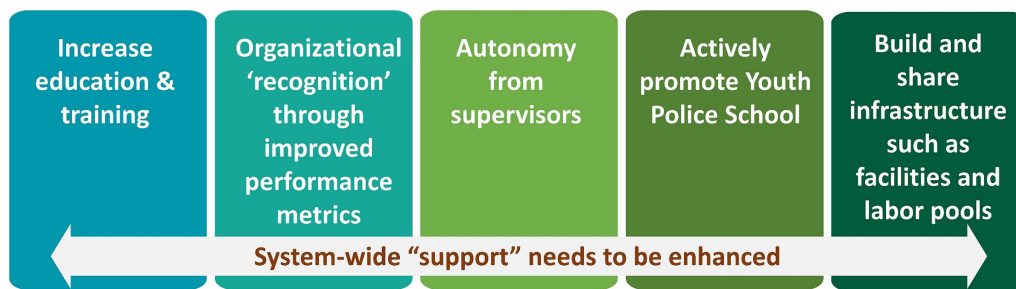 Increase
education &
training
Organizational
‘recognition’
through
improved
performance
metrics
Autonomy
from
supervisors
Actively
promote Youth
Police School
Build and
share
infrastructure
such as
facilities and
labor pools
System-wide “support” needs to be enhanced